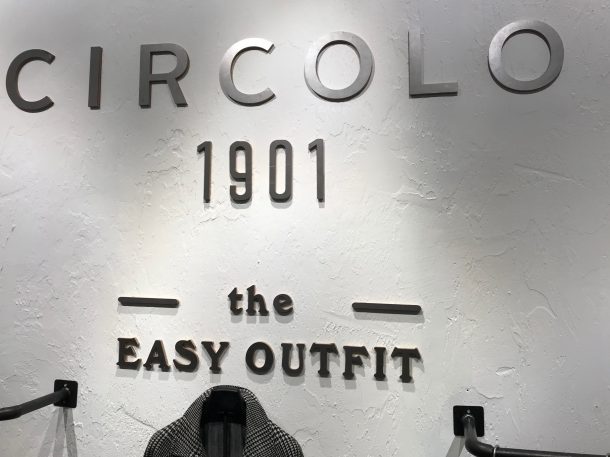 CIRCOLO
1901
the
EASY OUTFIT